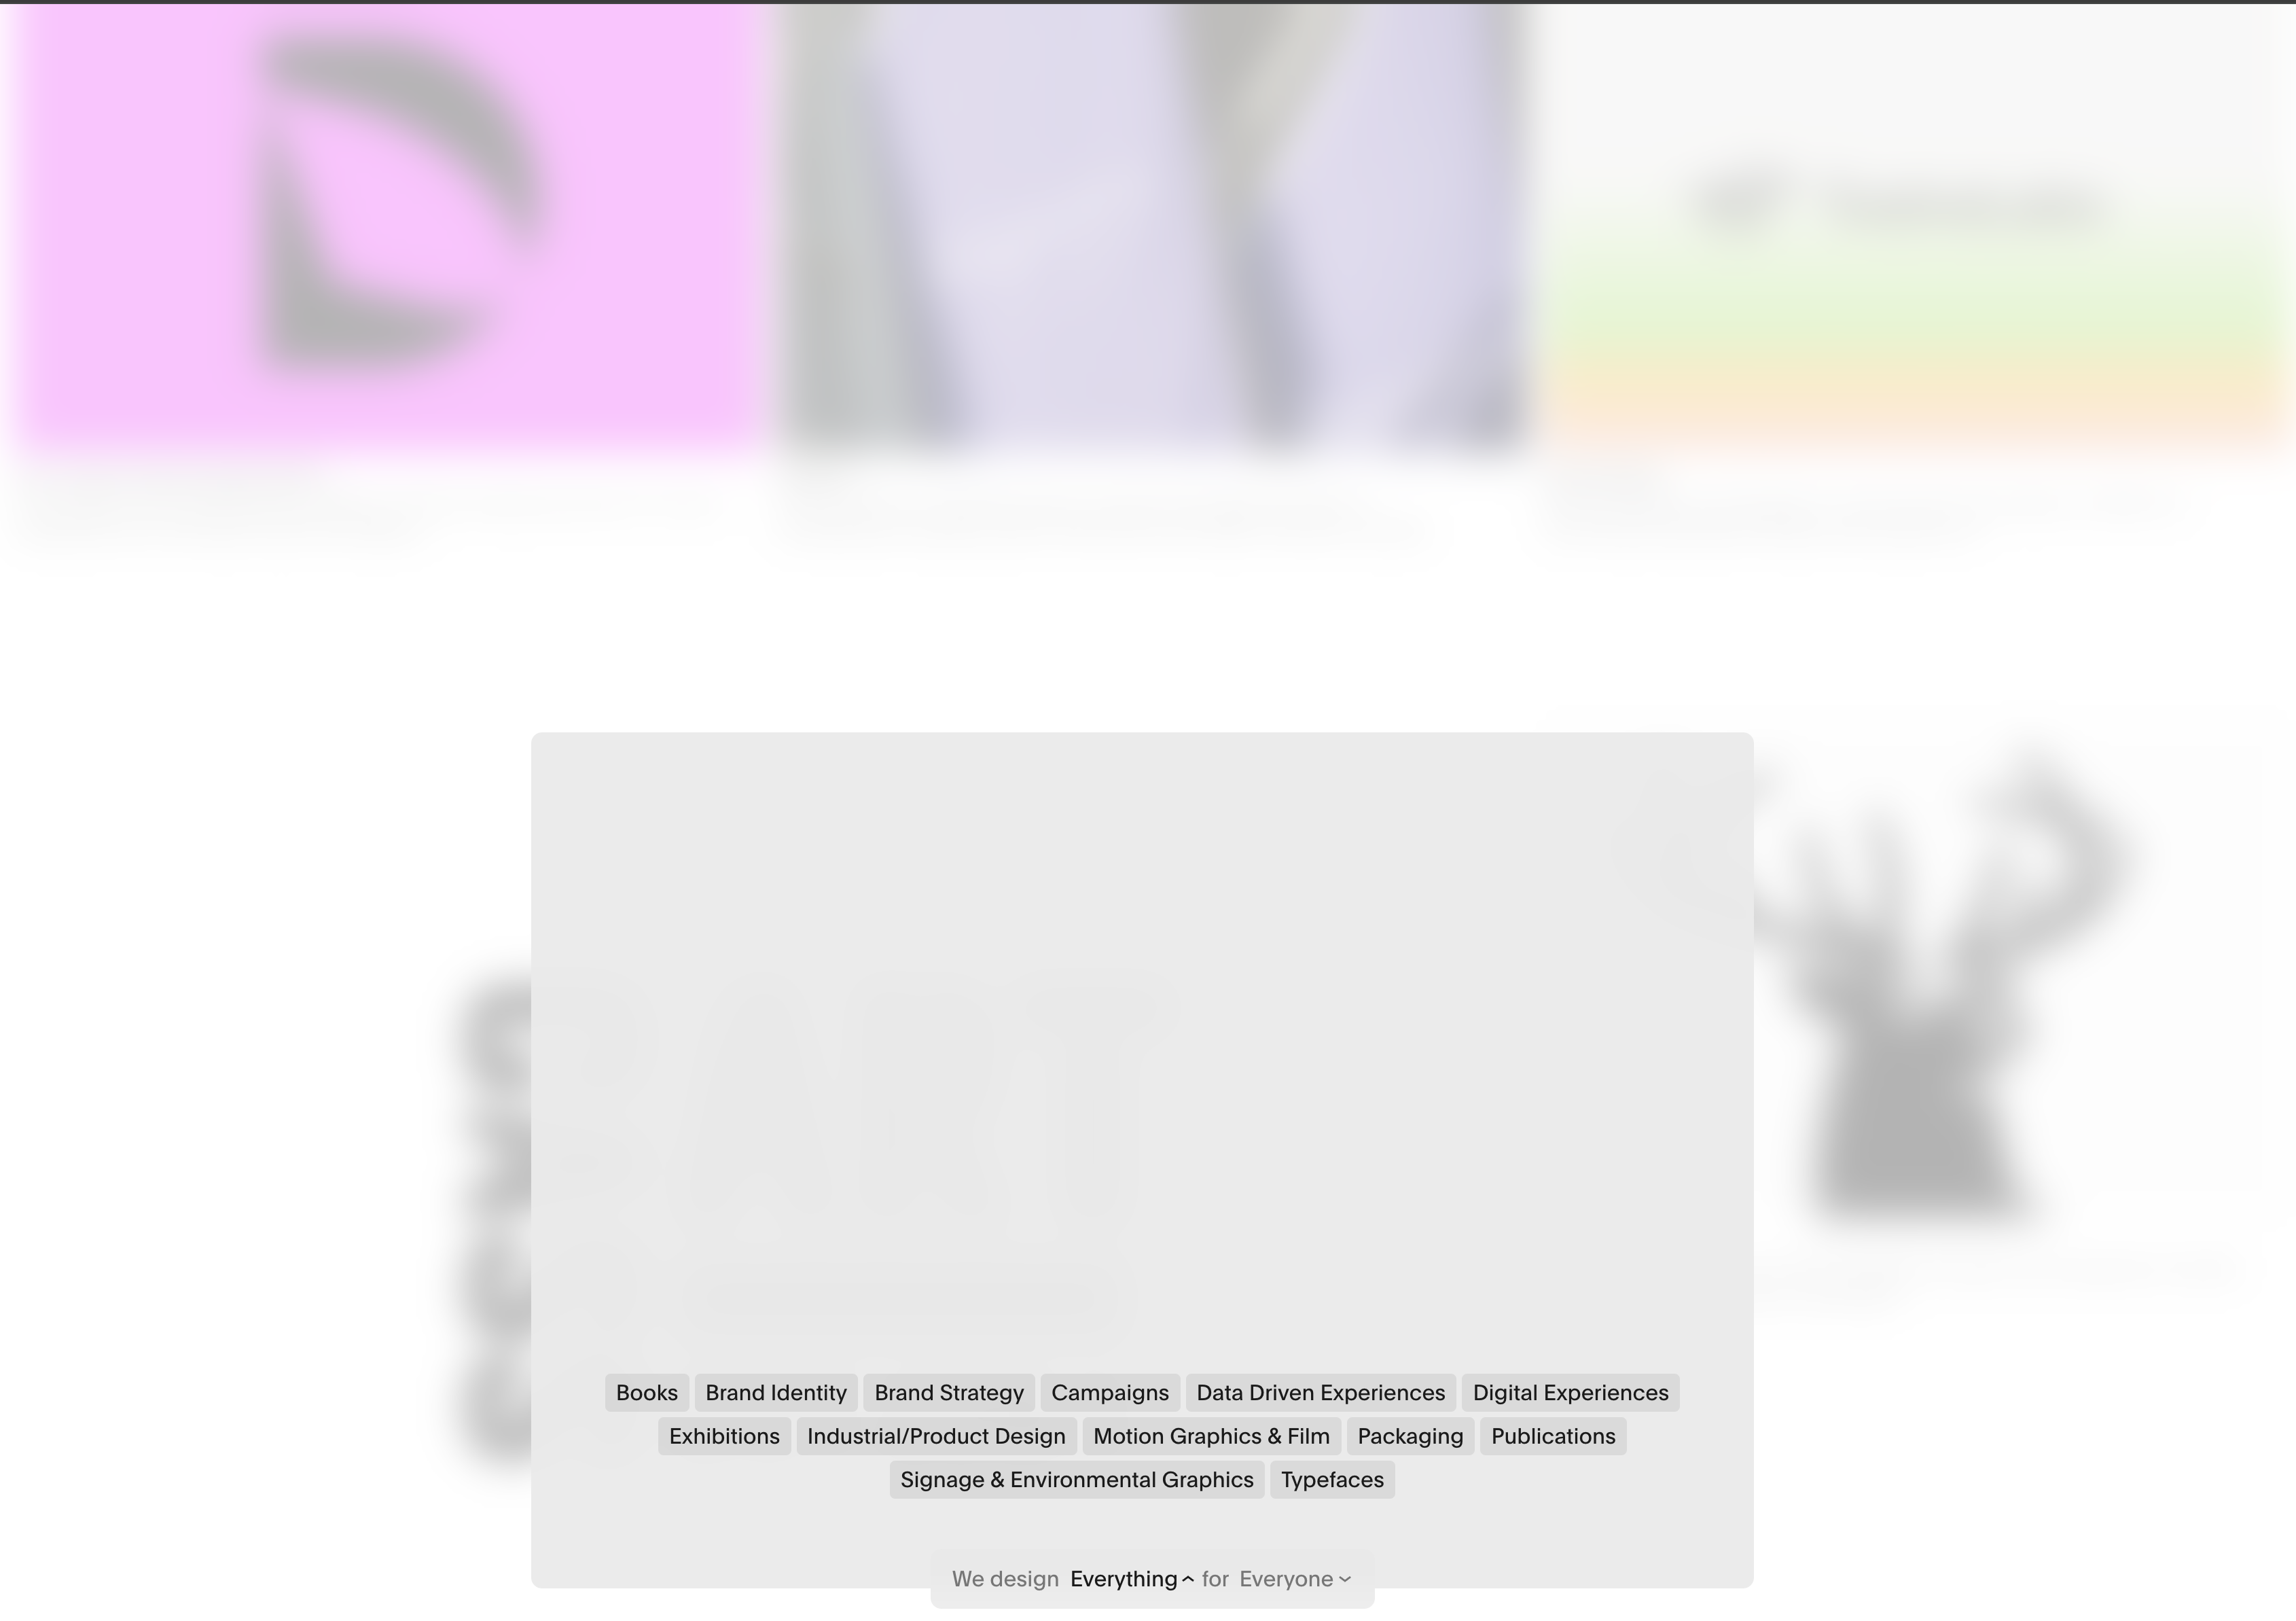 Books Brand Identity Brand Strategy Campaigns Data Driven Experiences Digital Experiences
Exhibitions Industrial/Product Design Motion Graphics & Film Packaging Publications
Signage & Environmental Graphics Typefaces
We design Everything for Everyone